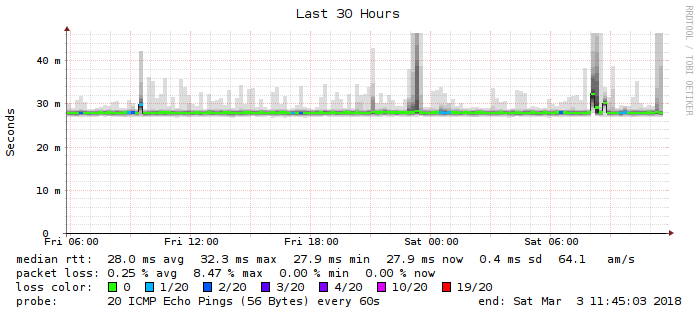 Last 30 Hours
RRDTOOL / TOBI OETIKER
Seconds
40 m
30 m
20 m
10 m
0
Fri 06:00 Fri 12:00 Fri 18:00 Sat 00:00 Sat 06:00
median rtt: 28.0 ms avg 32.3 ms max 27.9 ms min 27.9 ms now 0.4 ms sd 64.1 am/s
packet loss: 0.25 % avg 8.47 % max 0.00 % min 0.00 % now
loss color: 0 1/20 2/20 3/20 4/20 10/20 19/20
probe: 20 ICMP Echo Pings (56 Bytes) every 60s end: Sat Mar 3 11:45:03 2018